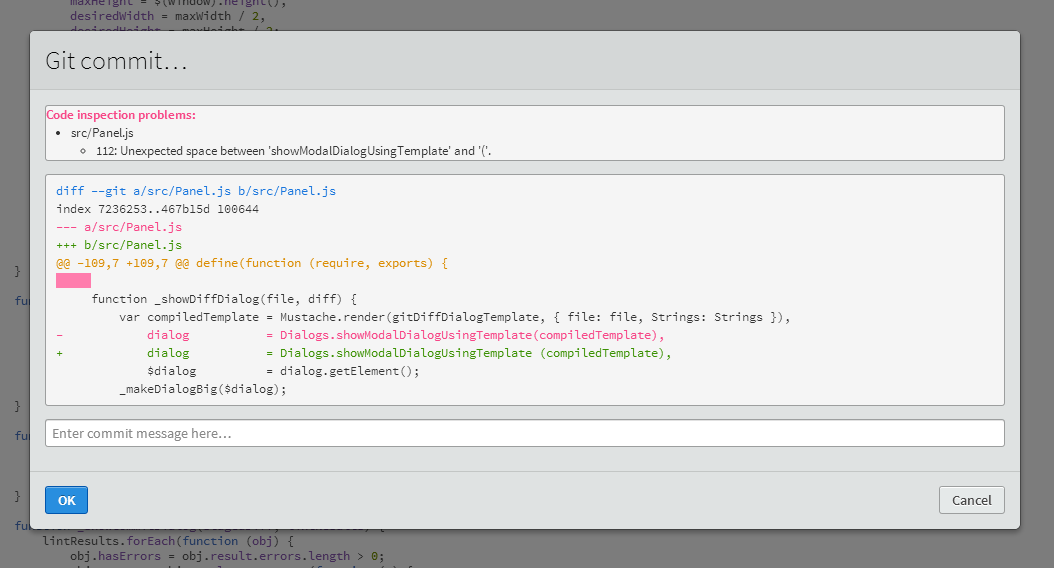 maxHeight = $(window).height(),
desiredWidth = maxWidth / 2,
desiredHeight = maxHeight / 2;
Git commit...
Code inspection problems:
• src/Panel.js
◦ 112: Unexpected space between 'showModalDialogUsingTemplate' and '('.
diff --git a/src/Panel.js b/src/Panel.js
index 7236253..467b15d 100644
--- a/src/Panel.js
+++ b/src/Panel.js
@@ -109,7 +109,7 @@ define(function (require, exports) {
}
fu
function _showDiffDialog(file, diff) {
var compiledTemplate = Mustache.render(gitDiffDialogTemplate, { file: file, Strings: Strings }),
- dialog = Dialogs.showModalDialogUsingTemplate(compiledTemplate),
+ dialog = Dialogs.showModalDialogUsingTemplate (compiledTemplate),
$dialog = dialog.getElement();
_makeDialogBig($dialog);
}
Enter commit message here...
fu
}
OK
Cancel
lintResults.forEach(function (obj) {
obj.hasErrors = obj.result.errors.length > 0;